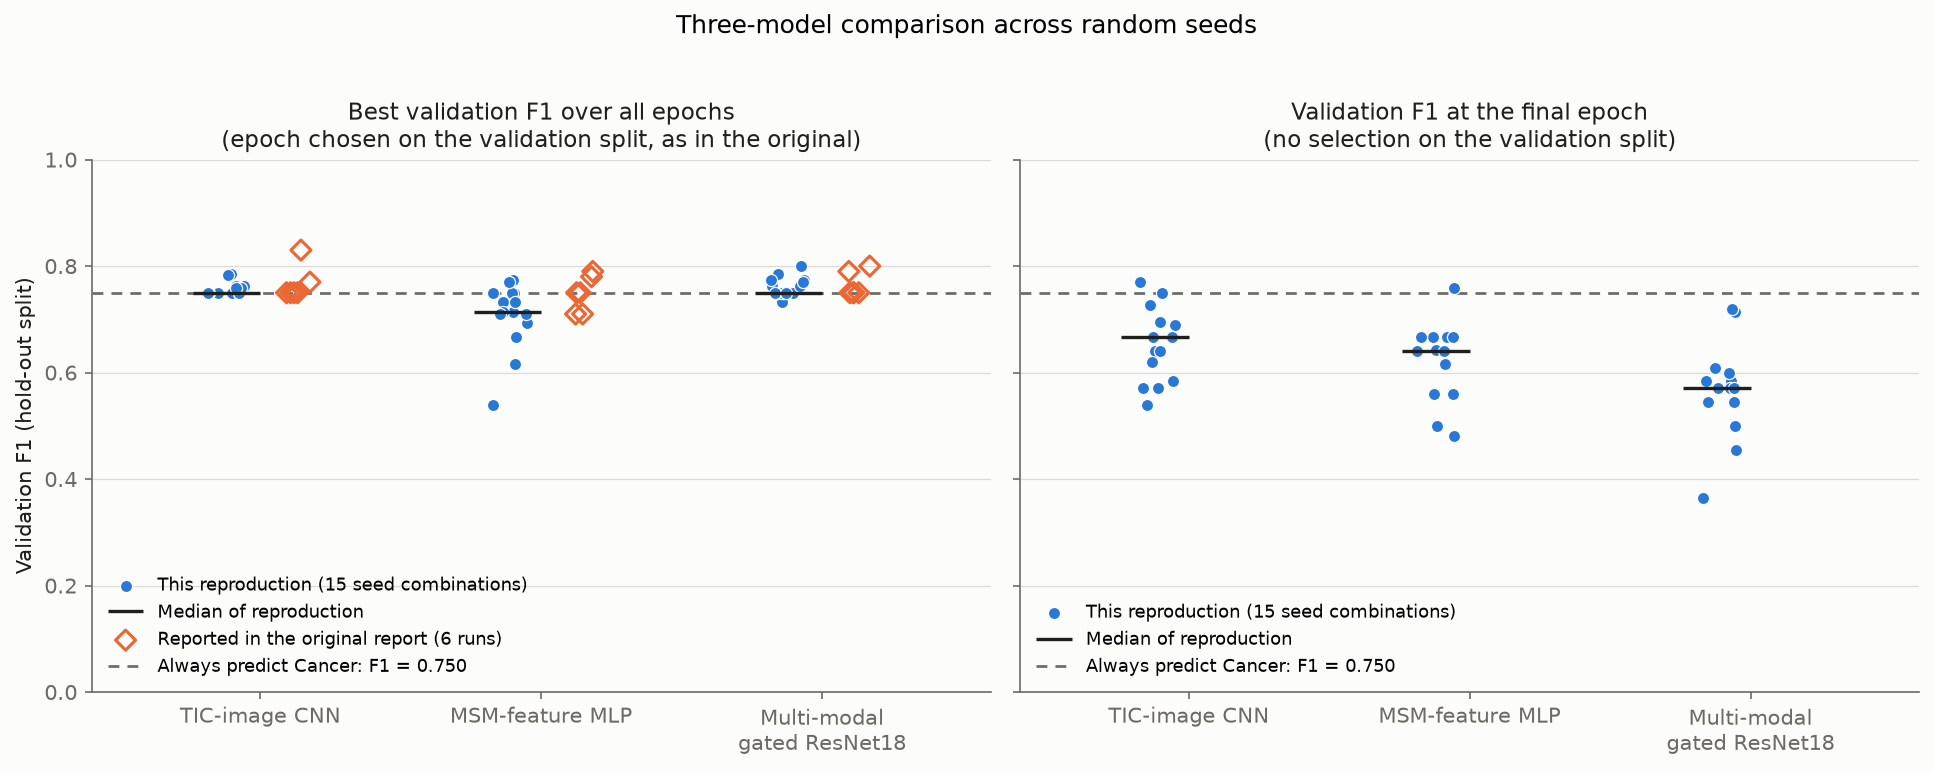 Three-model comparison across random seeds
Best validation F1 over all epochs
(epoch chosen on the validation split, as in the original)
Validation F1 (hold-out split)
1.0
0.8
0.6
0.4
0.2
0.0
This reproduction (15 seed combinations)
Median of reproduction
Reported in the original report (6 runs)
Always predict Cancer: F1 = 0.750
TIC-image CNN
MSM-feature MLP
Multi-modal
gated ResNet18
Validation F1 at the final epoch
(no selection on the validation split)
This reproduction (15 seed combinations)
Median of reproduction
Always predict Cancer: F1 = 0.750
TIC-image CNN
MSM-feature MLP
Multi-modal
gated ResNet18